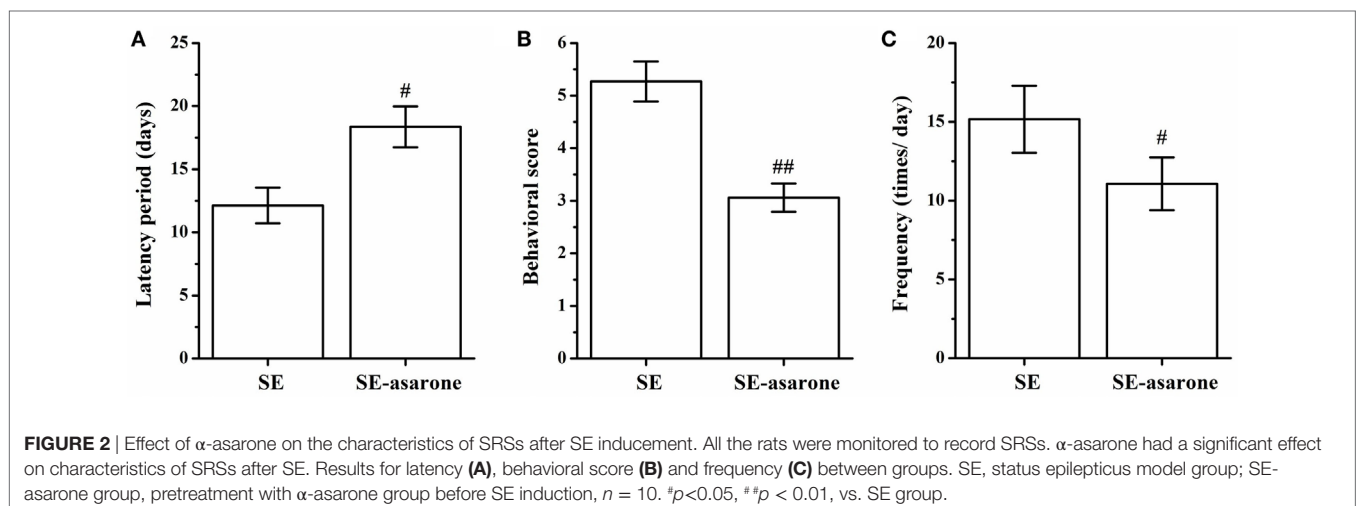 A
25
20
15
10
5
0
Latency period (days)
#
SE
SE-asarone
B
6
5
4
3
2
1
0
Behavioral score
##
SE
SE-asarone
C
20
15
10
5
0
Frequency (times/ day)
#
SE
SE-asarone
FIGURE 2 | Effect of α-asarone on the characteristics of SRSs after SE inducement. All the rats were monitored to record SRSs. α-asarone had a significant effect
on characteristics of SRSs after SE. Results for latency (A), behavioral score (B) and frequency (C) between groups. SE, status epilepticus model group; SE-
asarone group, pretreatment with α-asarone group before SE induction, n = 10. #p<0.05, ##p < 0.01, vs. SE group.